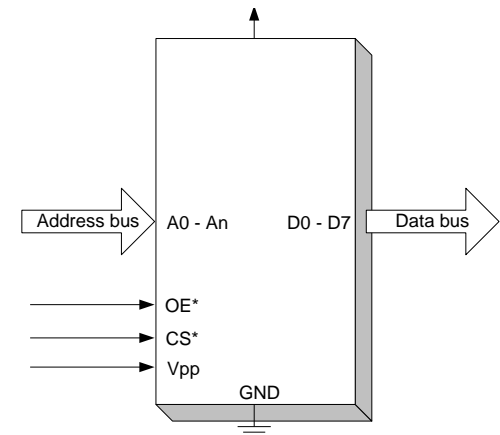 Address bus
A0 - An
D0 - D7
Data bus
OE*
CS*
Vpp
GND